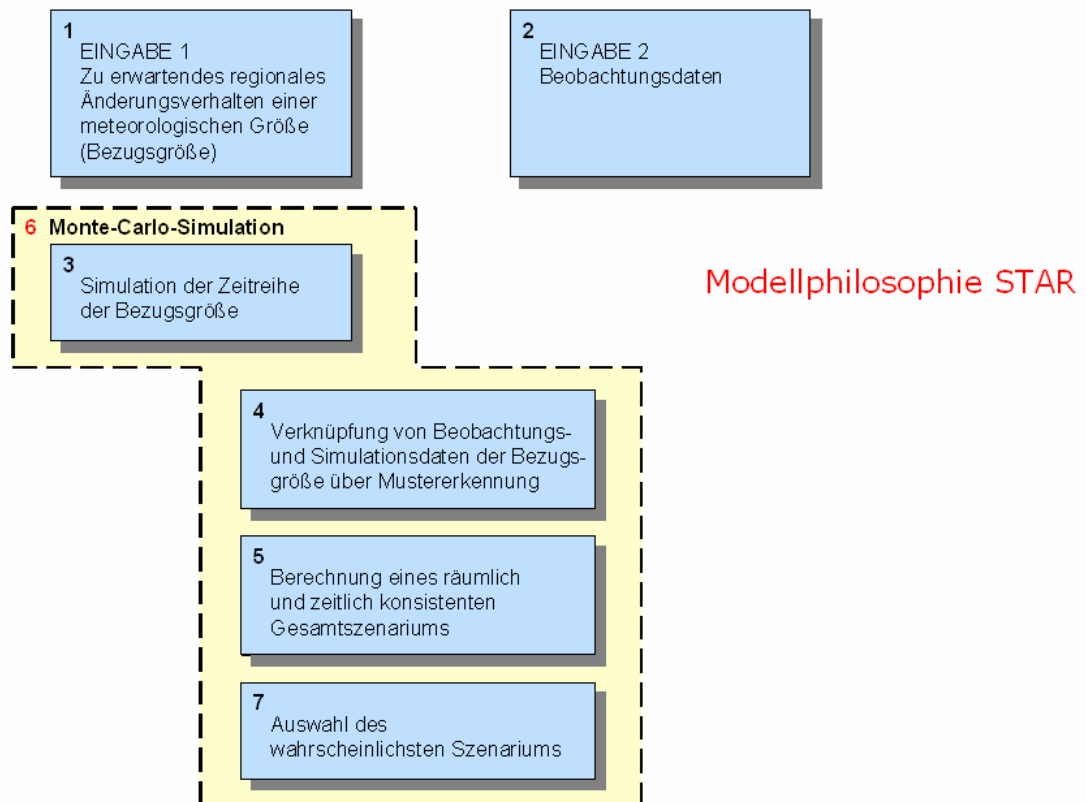 1
EINGABE 1
Zu erwartendes regionales
Änderungsverhalten einer
meteorologischen Größe
(Bezugsgröße)
2
EINGABE 2
Beobachtungsdaten
6 Monte-Carlo-Simulation
3
Simulation der Zeitreihe
der Bezugsgröße
Modellphilosophie STAR
4
Verknüpfung von Beobachtungs-
und Simulationsdaten der Bezugs-
größe über Mustererkennung
5
Berechnung eines räumlich
und zeitlich konsistenten
Gesamtszenariums
7
Auswahl des
wahrscheinlichsten Szenariums